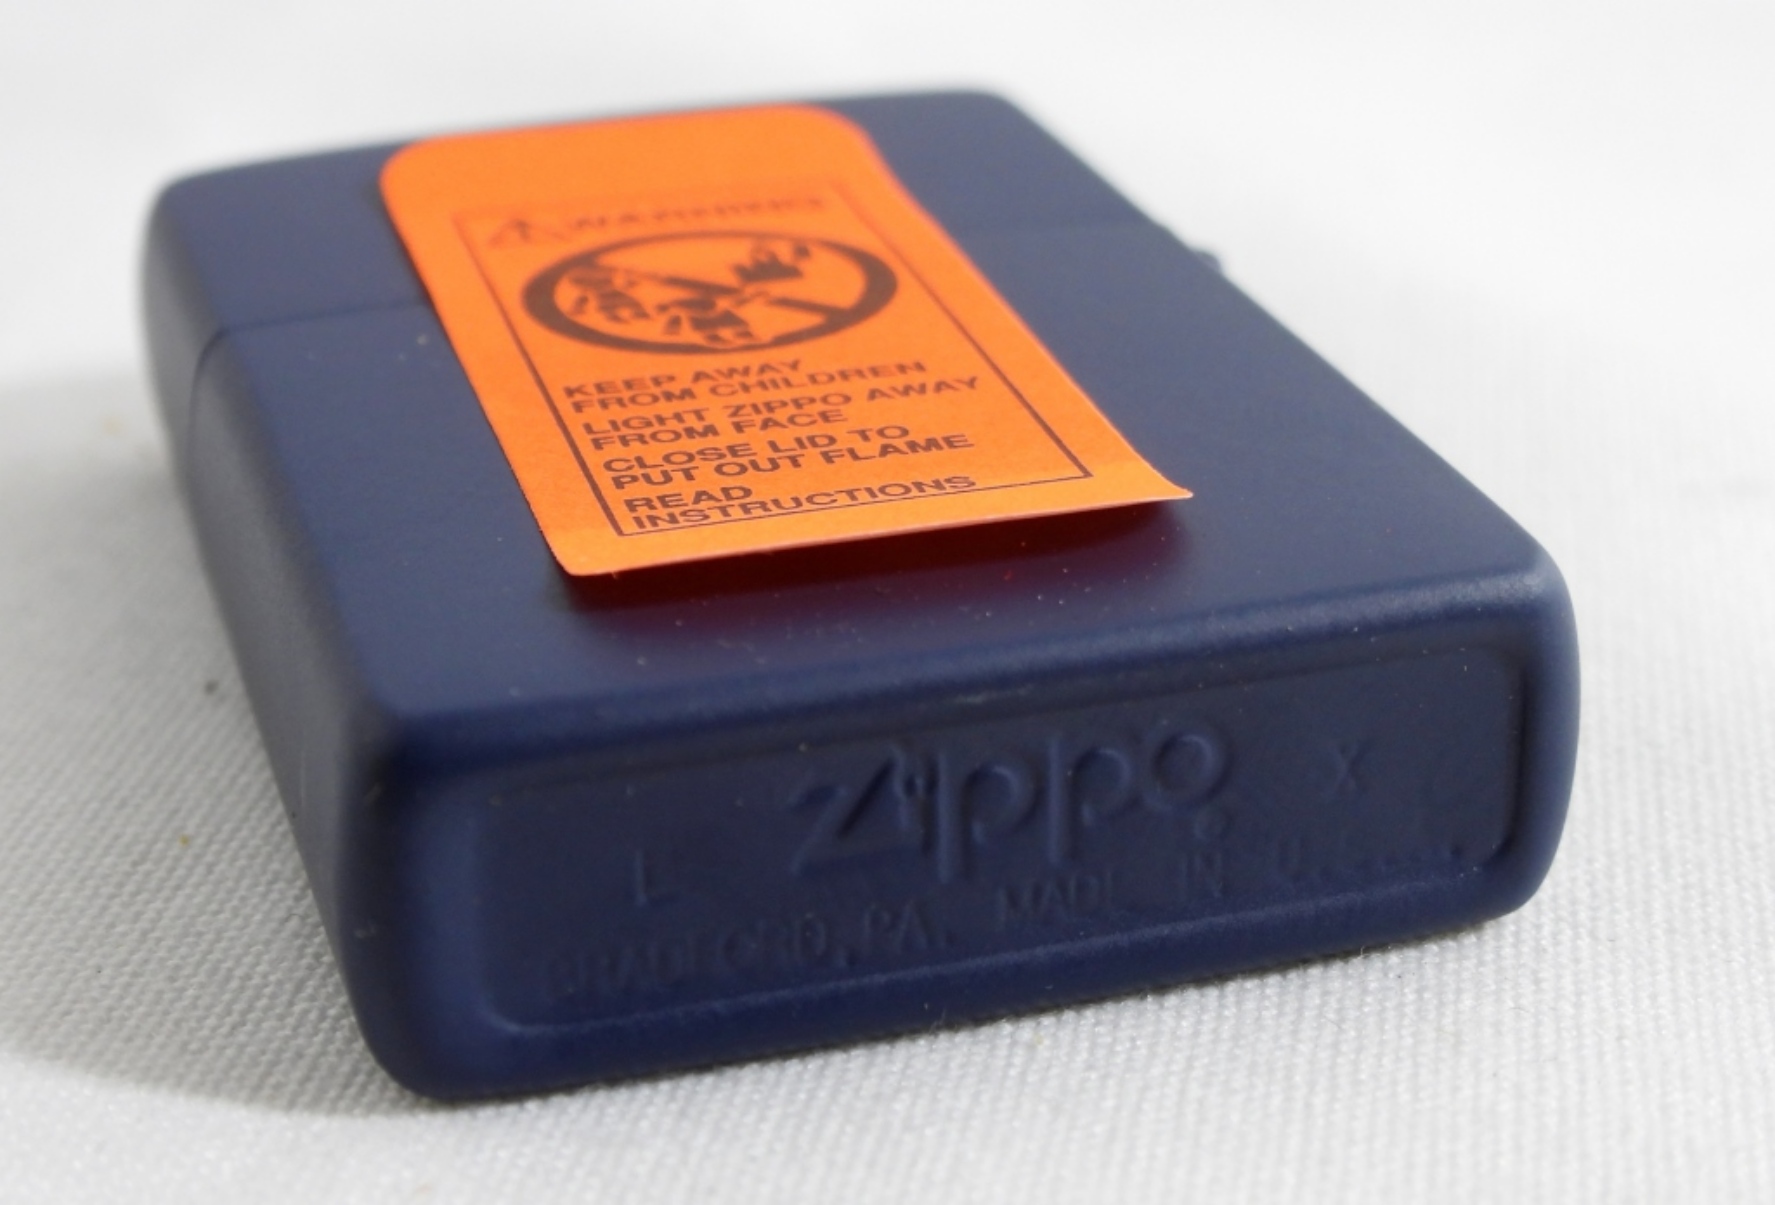 WARNING
KEEP AWAY
FROM CHILDREN
LIGHT ZIPPO AWAY
FROM FACE
CLOSE LID TO
PUT OUT FLAME
READ
INSTRUCTIONS
L Zippo X
BRADFORD, PA. MADE IN U.S.A.